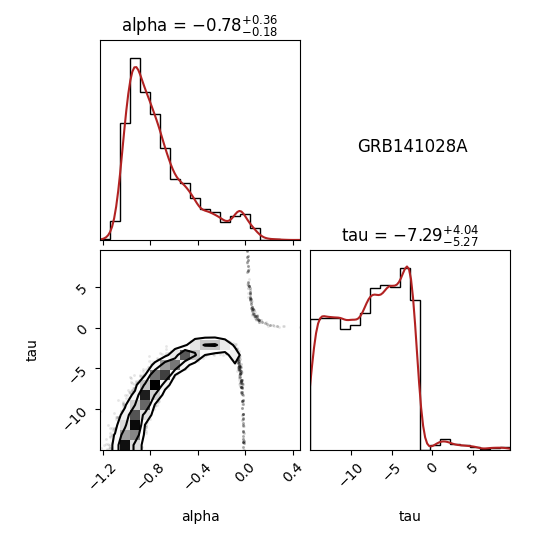 alpha = −0.78+0.36−0.18
GRB141028A
tau = −7.29+4.04−5.27
5
0
−5
−10
tau
−1.2 −0.8 −0.4 0.0 0.4
−10 −5 0 5
alpha
tau